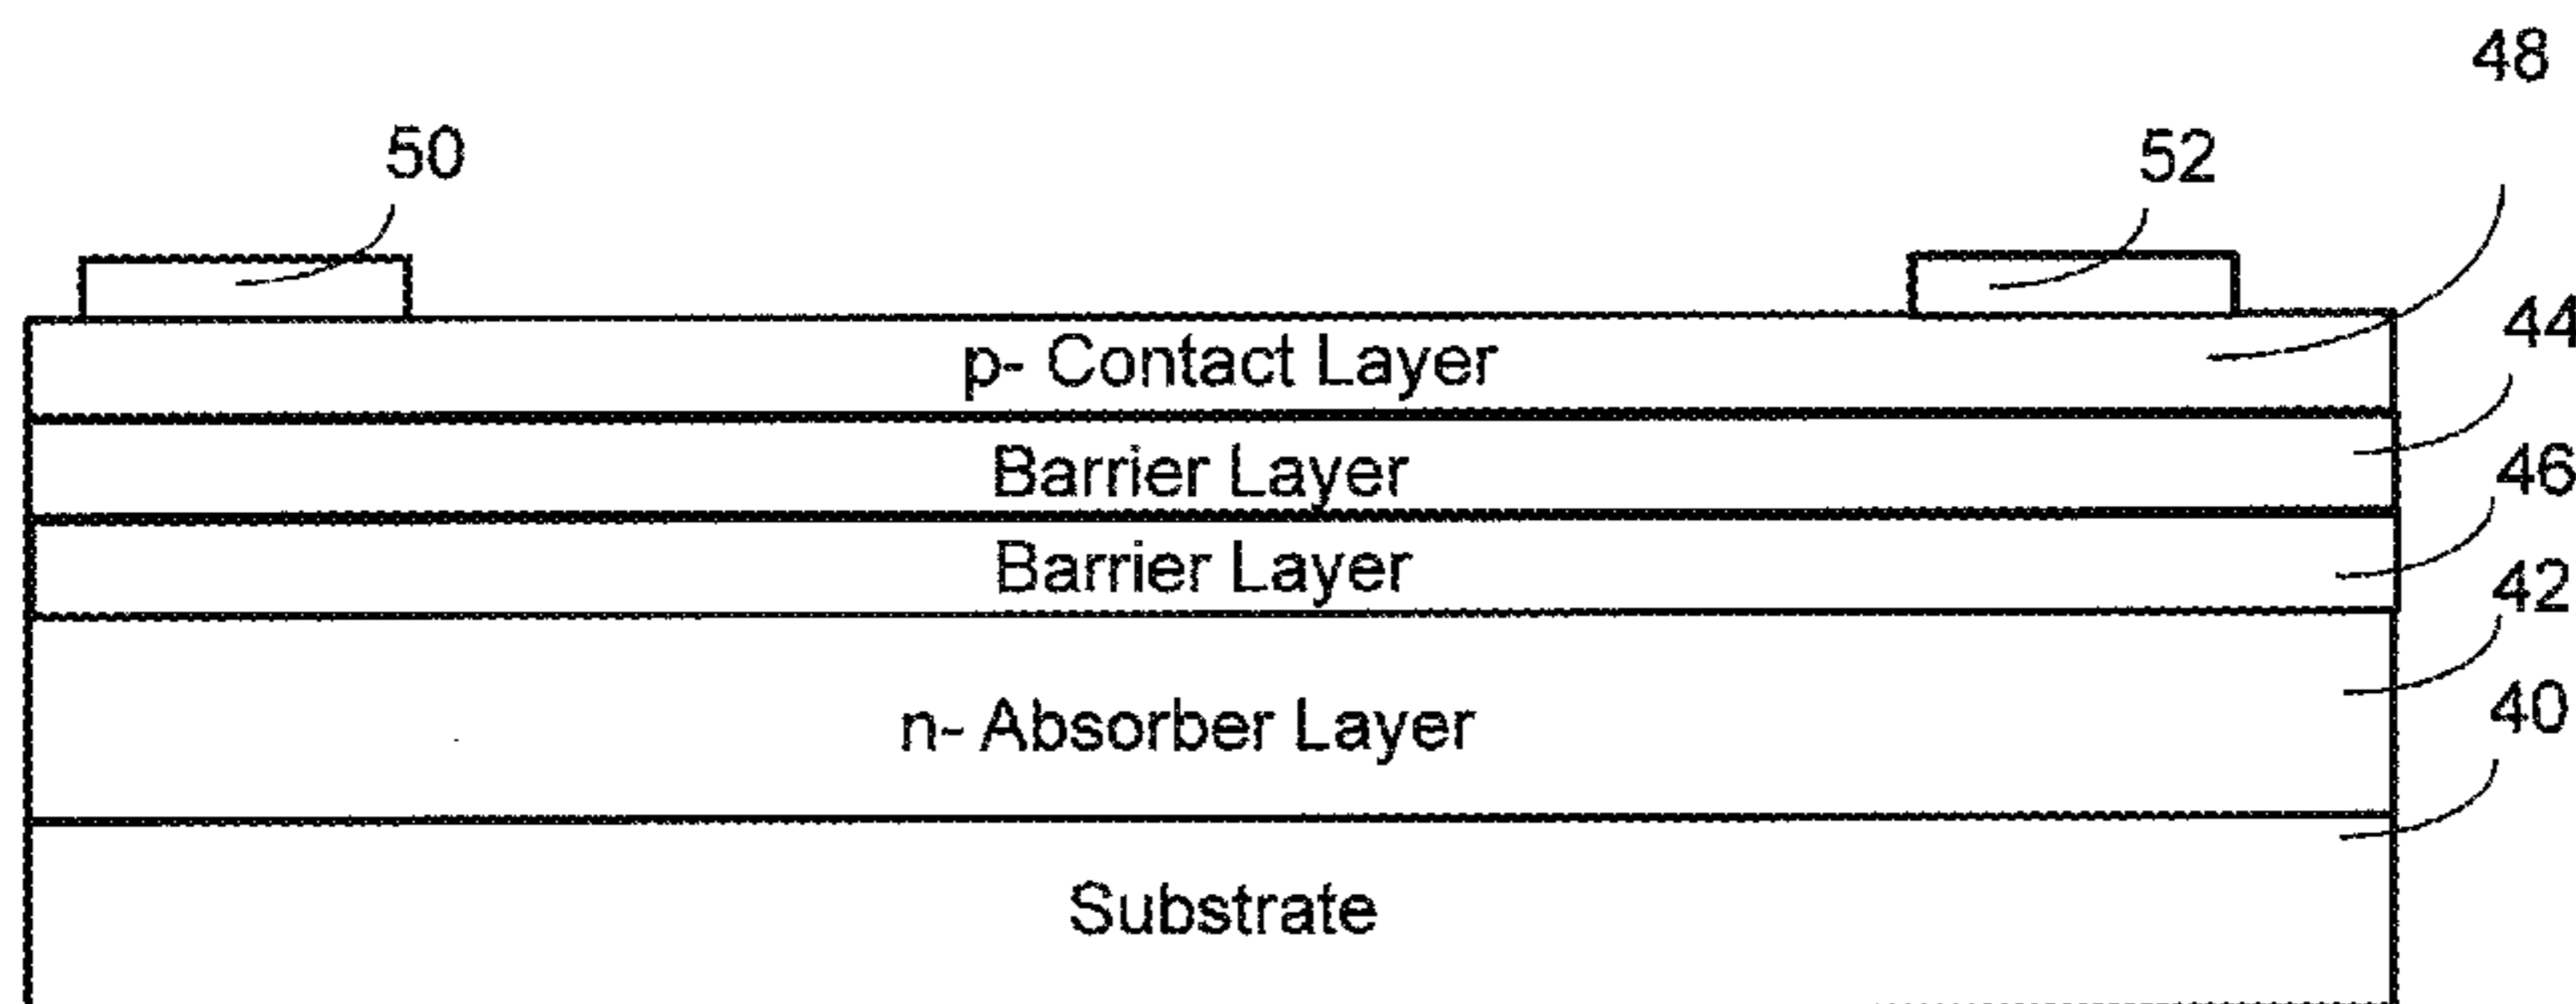 48
50
52
p- Contact Layer
44
Barrier Layer
46
Barrier Layer
42
n- Absorber Layer
40
Substrate